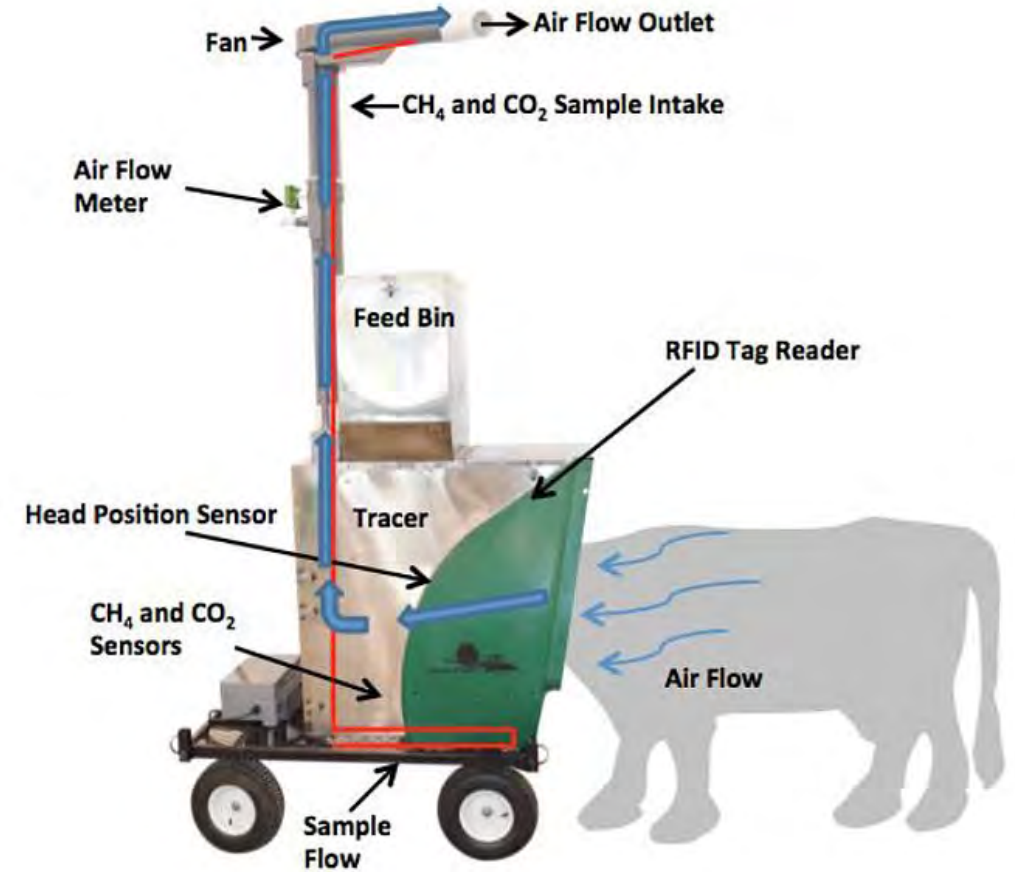 Air Flow Outlet
Fan
CH₄ and CO₂ Sample Intake
Air Flow
Meter
Feed Bin
RFID Tag Reader
Head Position Sensor
Tracer
CH₄ and CO₂
Sensors
Air Flow
Sample
Flow